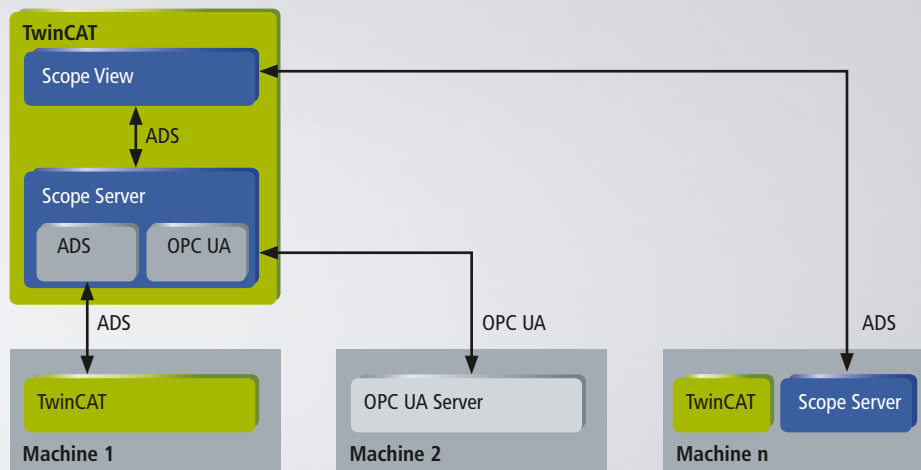 TwinCAT
Scope View
ADS
Scope Server
ADS
OPC UA
ADS
OPC UA
ADS
TwinCAT
Machine 1
OPC UA Server
Machine 2
TwinCAT
Scope Server
Machine n